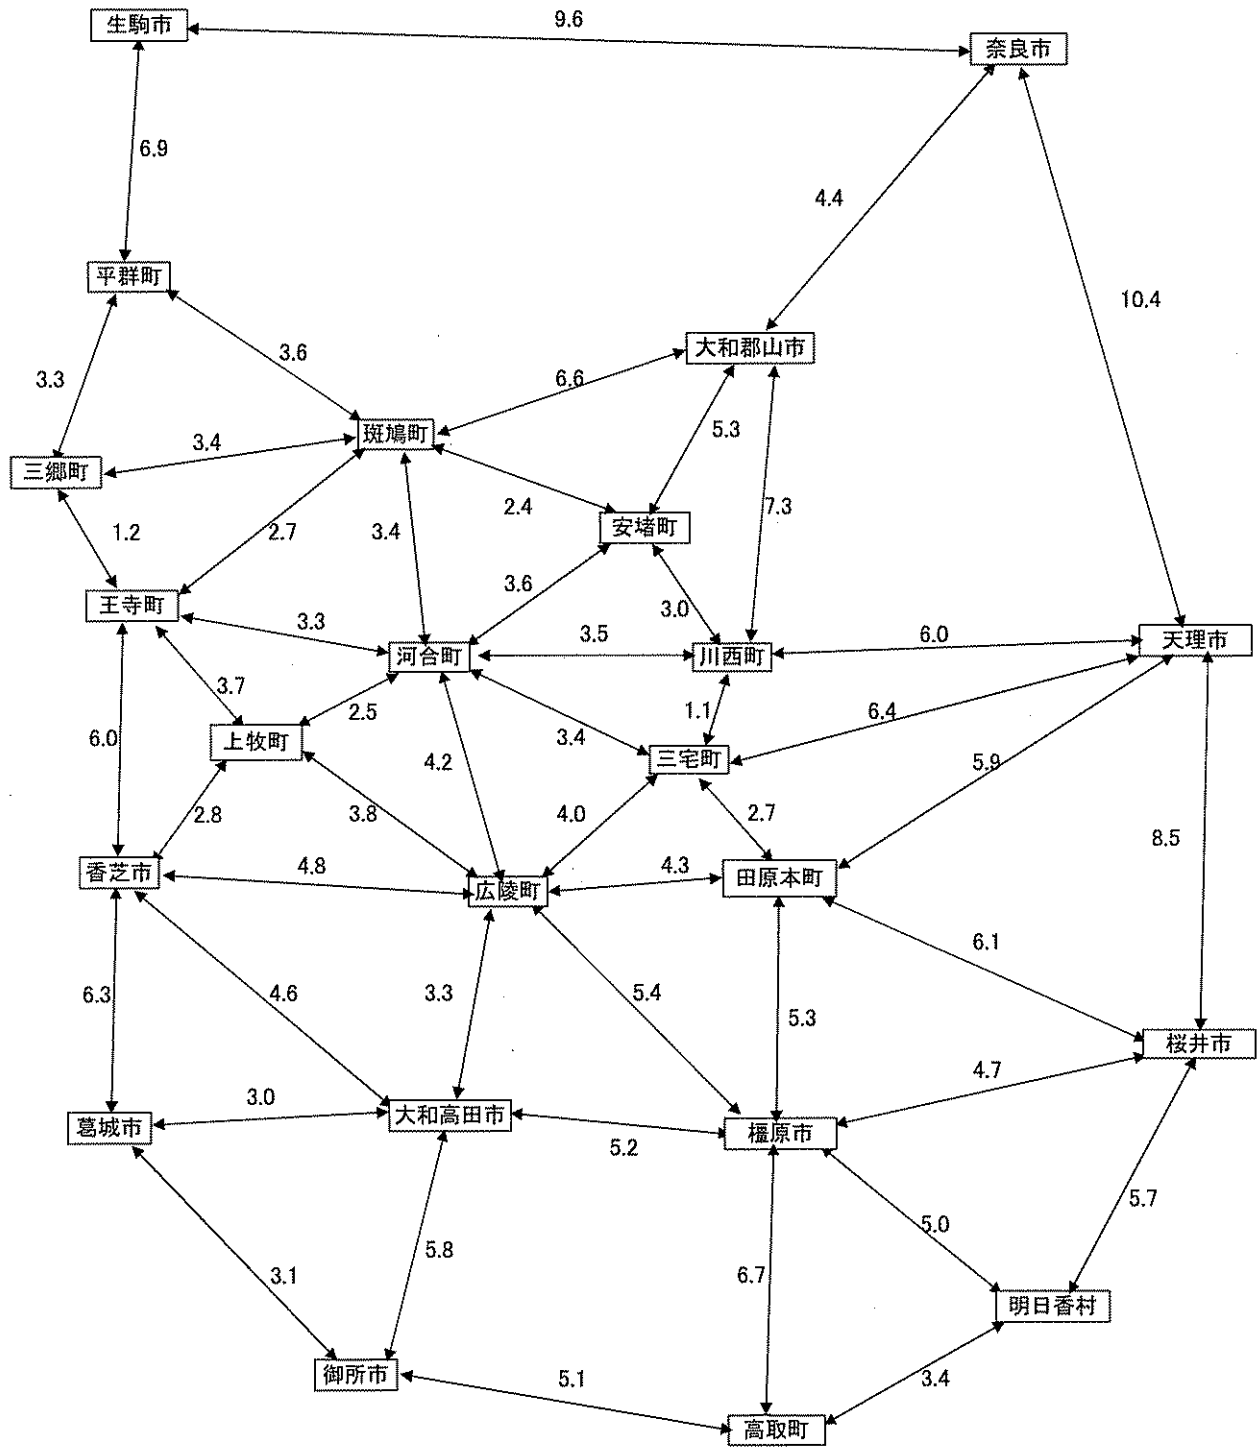 生駒市
9.6
奈良市
6.9
4.4
平群町
10.4
3.6
大和郡山市
3.3
6.6
斑鳩町
5.3
3.4
三郷町
2.4
安堵町
7.3
1.2
2.7
3.4
3.6
王寺町
3.0
3.3
3.5
6.0
天理市
河合町
川西町
3.7
2.5
1.1
6.4
6.0
上牧町
4.2
3.4
三宅町
5.9
2.8
3.8
4.0
2.7
8.5
香芝市
4.8
4.3
広陵町
田原本町
6.1
6.3
4.6
3.3
5.4
5.3
桜井市
4.7
3.0
大和高田市
葛城市
橿原市
5.2
5.7
5.0
5.8
3.1
6.7
明日香村
御所市
5.1
3.4
高取町